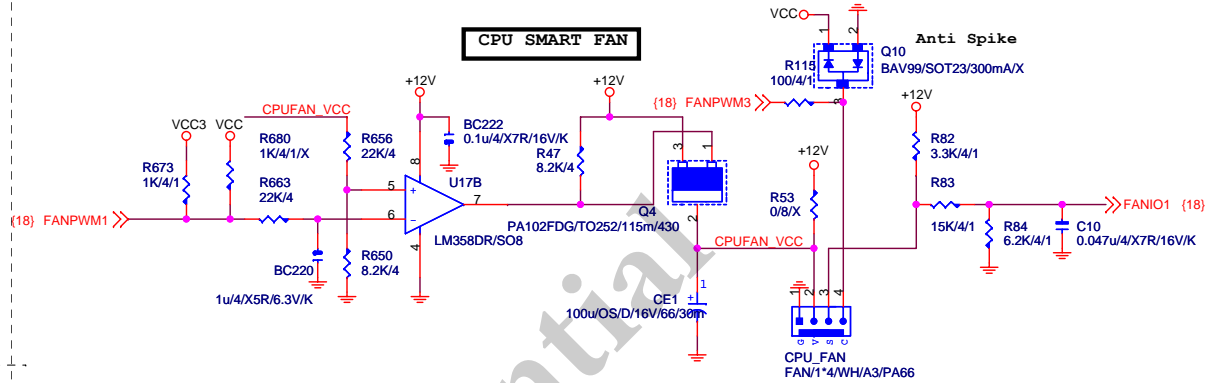 CPU SMART FAN
VCC
1
2
Anti Spike
Q10
BAV99/SOT23/300mA/X
R115
100/4/1
3
{18} FANPWM3
+12V
+12V
+12V
CPUFAN_VCC
VCC3
VCC
R680
1K/4/1/X
R656
22K/4
BC222
0.1u/4/X7R/16V/K
R47
8.2K/4
3
1
R82
3.3K/4/1
R673
1K/4/1
R663
22K/4
8
U17B
5
+
7
6
-
4
LM358DR/SO8
+12V
R53
0/8/X
R83
15K/4/1
FANIO1 {18}
{18} FANPWM1
Q4
PA102FDG/TO252/115m/430
2
CPUFAN_VCC
R84
6.2K/4/1
C10
0.047u/4/X7R/16V/K
BC220
1u/4/X5R/6.3V/K
R650
8.2K/4
1
+
CE1
100u/OS/D/16V/66/30m
1
2
3
4
G
V
S
C
CPU_FAN
FAN/1*4/WH/A3/PA66
ntial